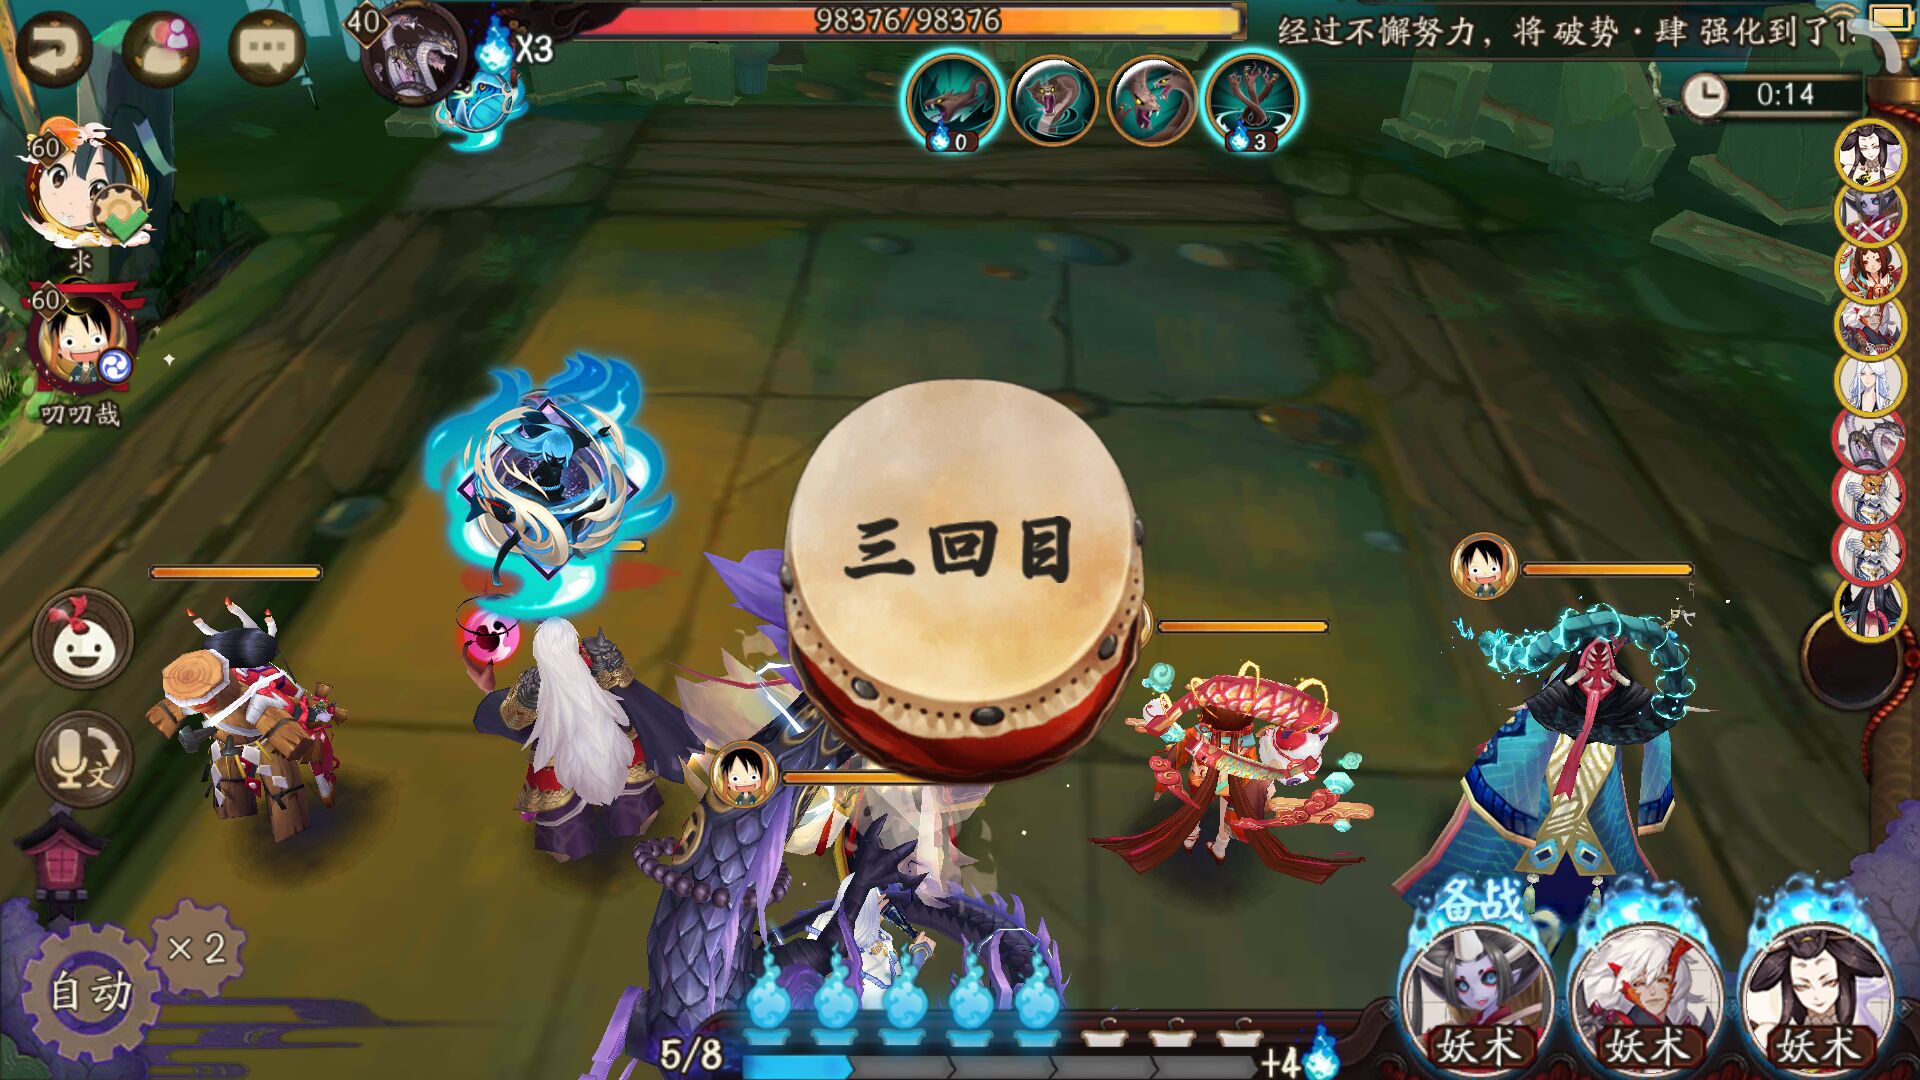 40
X3
98376/98376
经过不懈努力，将 破势·肆 强化到了1
0
3
0:14
60
氺
60
叨叨哉
三回目
文
自动
×2
5/8
+4
备战
妖术
妖术
妖术